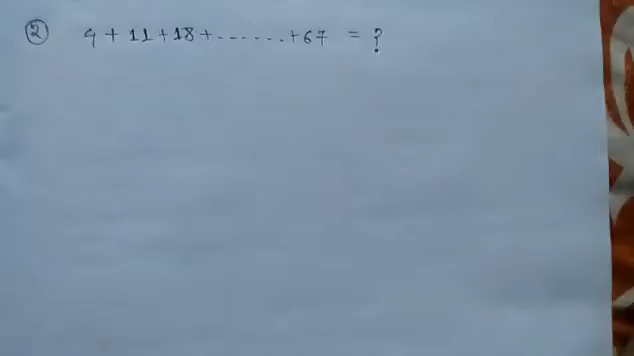 ② 4 + 11 + 18 + ....... + 67 = ?